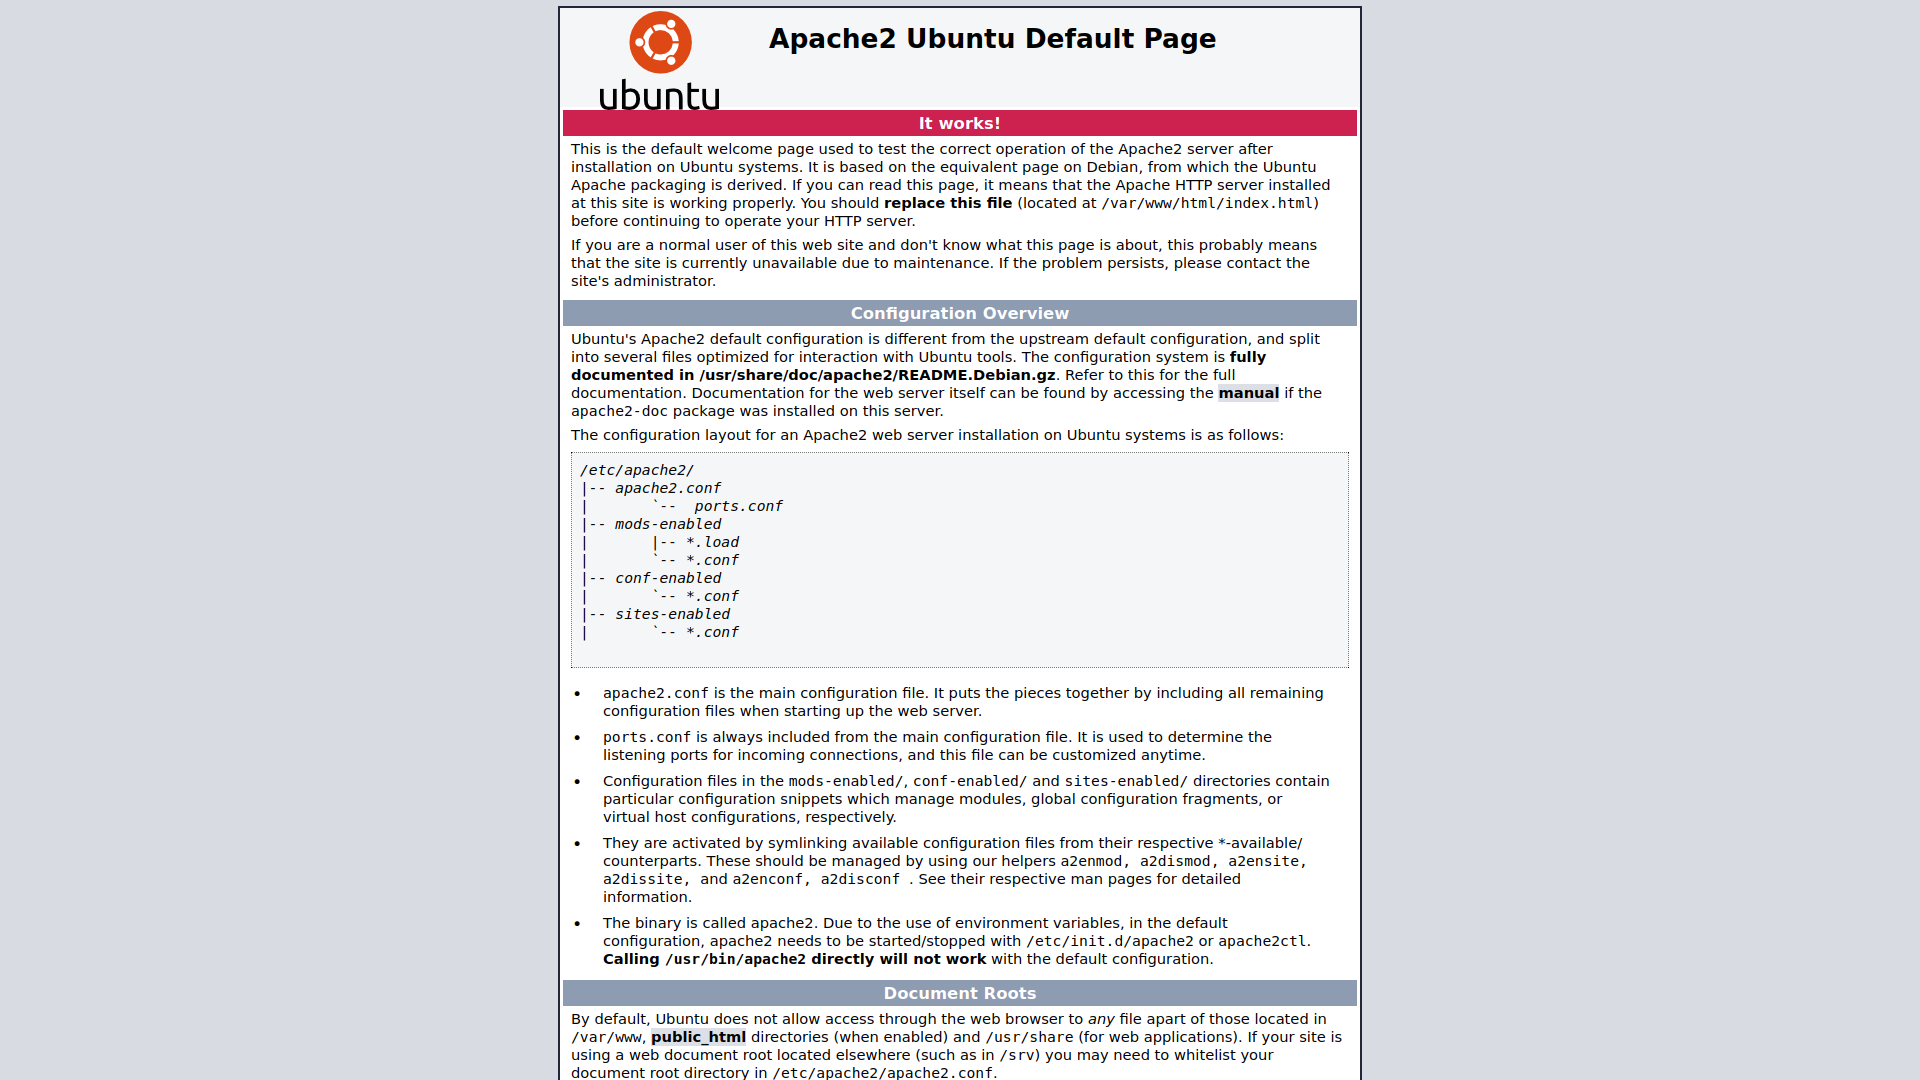 ubuntu
Apache2 Ubuntu Default Page
It works!
This is the default welcome page used to test the correct operation of the Apache2 server after
installation on Ubuntu systems. It is based on the equivalent page on Debian, from which the Ubuntu
Apache packaging is derived. If you can read this page, it means that the Apache HTTP server installed
at this site is working properly. You should replace this file (located at /var/www/html/index.html)
before continuing to operate your HTTP server.
If you are a normal user of this web site and don't know what this page is about, this probably means
that the site is currently unavailable due to maintenance. If the problem persists, please contact the
site's administrator.
Configuration Overview
Ubuntu's Apache2 default configuration is different from the upstream default configuration, and split
into several files optimized for interaction with Ubuntu tools. The configuration system is fully
documented in /usr/share/doc/apache2/README.Debian.gz. Refer to this for the full
documentation. Documentation for the web server itself can be found by accessing the manual if the
apache2-doc package was installed on this server.
The configuration layout for an Apache2 web server installation on Ubuntu systems is as follows:
/etc/apache2/
|-- apache2.conf
|       `--  ports.conf
|-- mods-enabled
|       |-- *.load
|       `-- *.conf
|-- conf-enabled
|       `-- *.conf
|-- sites-enabled
|       `-- *.conf
• apache2.conf is the main configuration file. It puts the pieces together by including all remaining
configuration files when starting up the web server.
• ports.conf is always included from the main configuration file. It is used to determine the
listening ports for incoming connections, and this file can be customized anytime.
• Configuration files in the mods-enabled/, conf-enabled/ and sites-enabled/ directories contain
particular configuration snippets which manage modules, global configuration fragments, or
virtual host configurations, respectively.
• They are activated by symlinking available configuration files from their respective *-available/
counterparts. These should be managed by using our helpers a2enmod, a2dismod, a2ensite,
a2dissite, and a2enconf, a2disconf . See their respective man pages for detailed
information.
• The binary is called apache2. Due to the use of environment variables, in the default
configuration, apache2 needs to be started/stopped with /etc/init.d/apache2 or apache2ctl.
Calling /usr/bin/apache2 directly will not work with the default configuration.
Document Roots
By default, Ubuntu does not allow access through the web browser to any file apart of those located in
/var/www, public_html directories (when enabled) and /usr/share (for web applications). If your site is
using a web document root located elsewhere (such as in /srv) you may need to whitelist your
document root directory in /etc/apache2/apache2.conf.